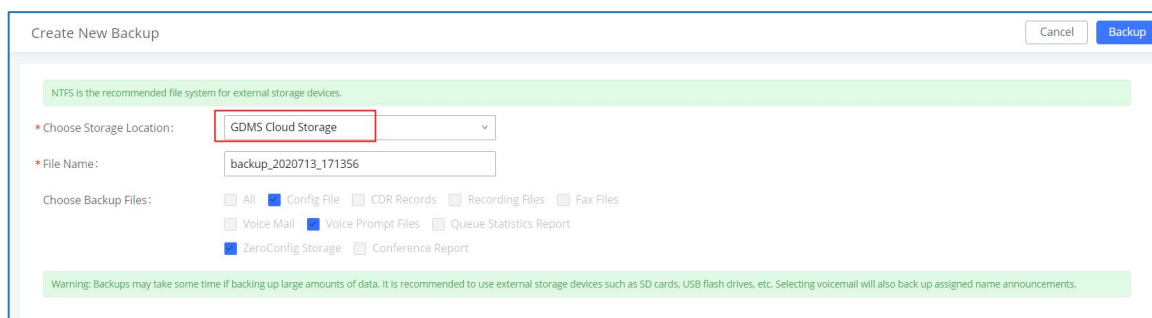 Create New Backup Cancel Backup
NTFS is the recommended file system for external storage devices.
* Choose Storage Location: GDMS Cloud Storage
* File Name: backup_2020713_171356
Choose Backup Files: All Config File CDR Records Recording Files Fax Files
Voice Mail Voice Prompt Files Queue Statistics Report
ZeroConfig Storage Conference Report
Warning: Backups may take some time if backing up large amounts of data. It is recommended to use external storage devices such as SD cards, USB flash drives, etc. Selecting voicemail will also back up assigned name announcements.